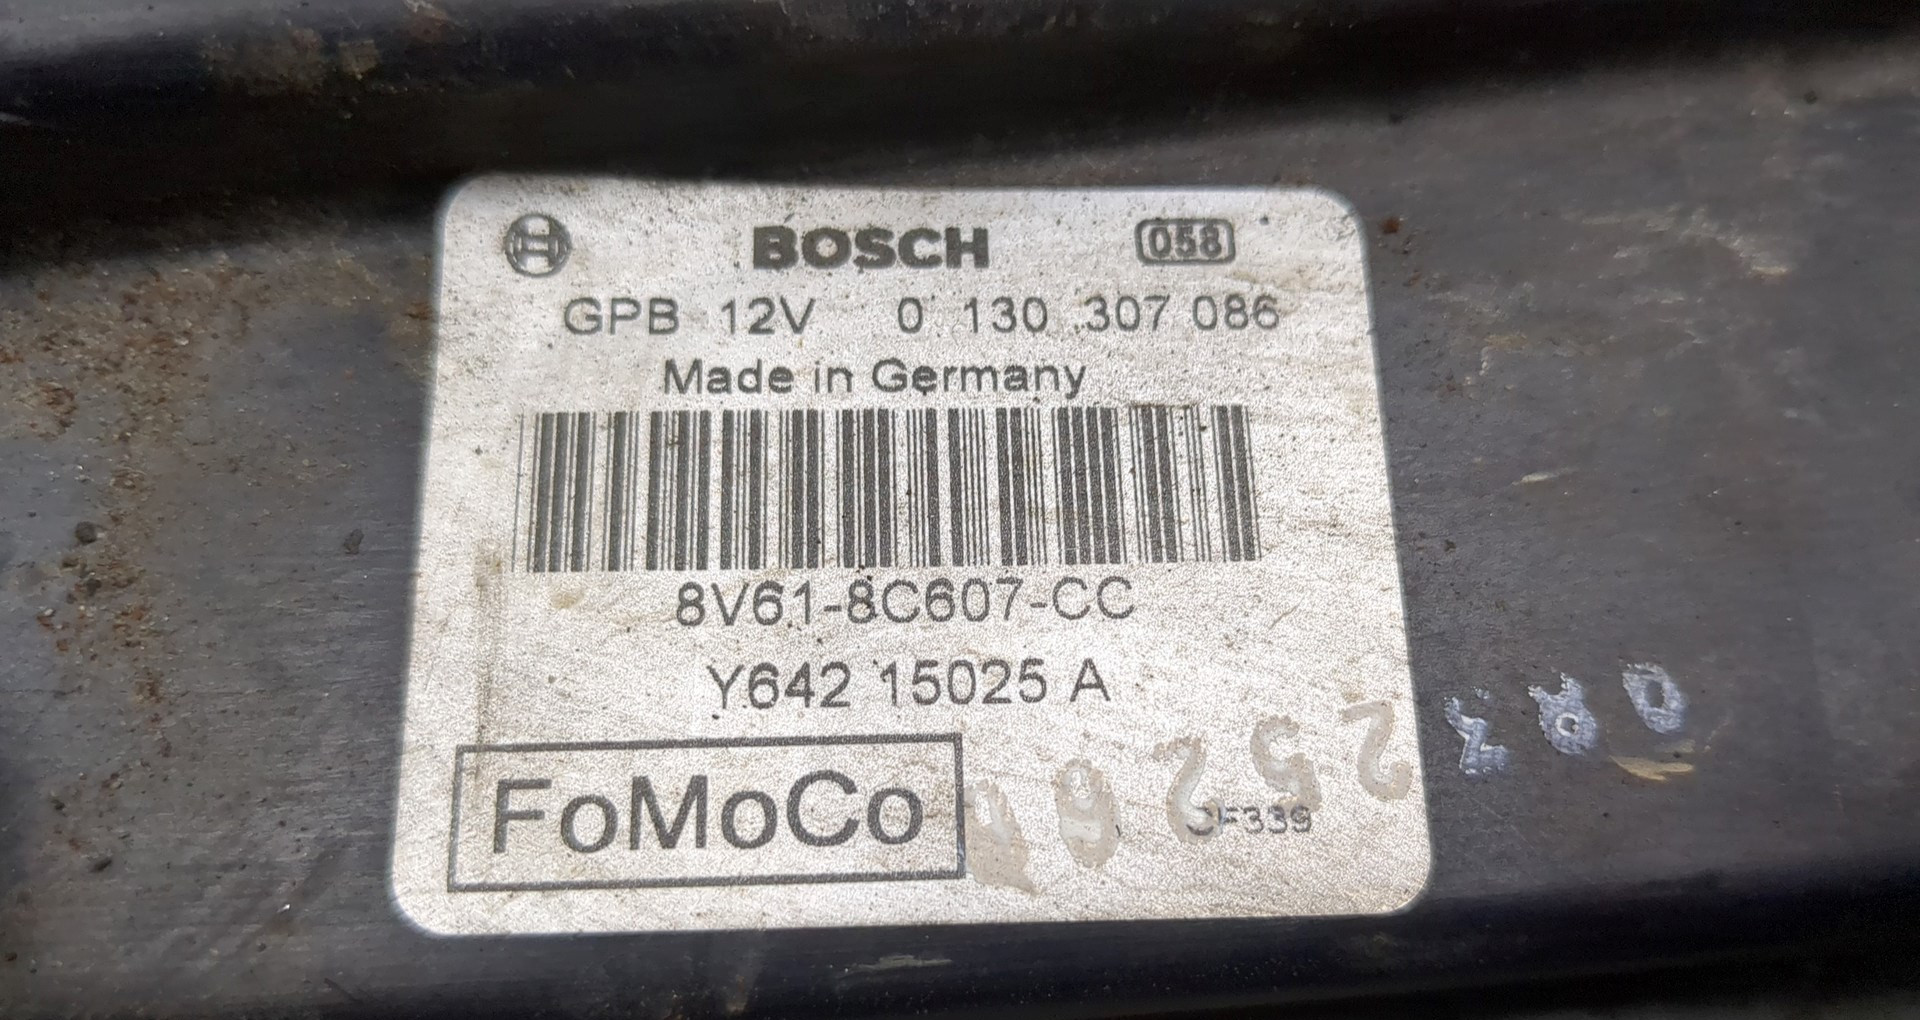 BOSCH 058
GPB 12V 0 130 307 086
Made in Germany
8V61-8C607-CC
Y642 15025 A
FoMoCo